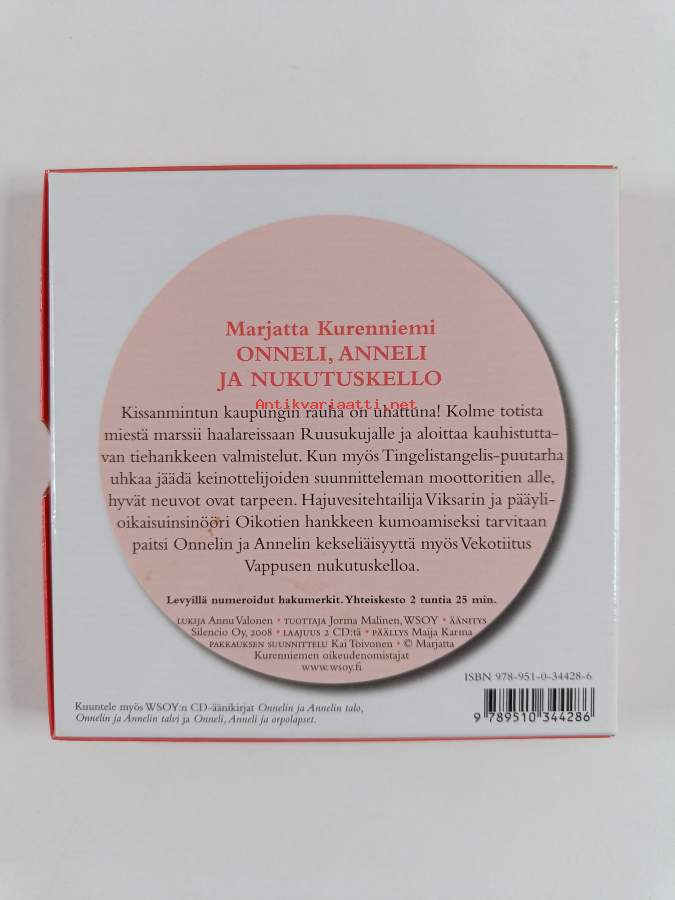 Marjatta Kurenniemi
ONNELI, ANNELI
JA NUKUTUSKELLO
Antikvariaatti.net
Kissanmintun kaupungin rauha on uhattuna! Kolme totista
miestä marssii haalareissaan Ruusukujalle ja aloittaa kauhistutta-
van tiehankkeen valmistelut. Kun myös Tingelistangelis-puutarha
uhkaa jäädä keinottelijoiden suunnitteleman moottoritien alle,
hyvät neuvot ovat tarpeen. Hajuvesitehtailija Viksarin ja pääyli-
oikaisuinsinööri Oikotien hankkeen kumoamiseksi tarvitaan
paitsi Onnelin ja Annelin kekseliäisyyttä myös Vekotiitus
Vappusen nukutuskelloa.
Levyillä numeroidut hakumerkit. Yhteiskesto 2 tuntia 25 min.
LUKIJA Annu Valonen • TUOTTAJA Jorma Malinen, WSOY • ÄÄNITYS
Silencio Oy, 2008 • LAAJUUS 2 CD:tä • PÄÄLLYS Maija Karma
PAKKAUKSEN SUUNNITTELU Kai Toivonen • © Marjatta
Kurenniemen oikeudenomistajat
www.wsoy.fi
ISBN 978-951-0-34428-6
9 789510 344286
Kuuntele myös WSOY:n CD-äänikirjat Onnelin ja Annelin talo,
Onnelin ja Annelin talvi ja Onneli, Anneli ja orpolapset.